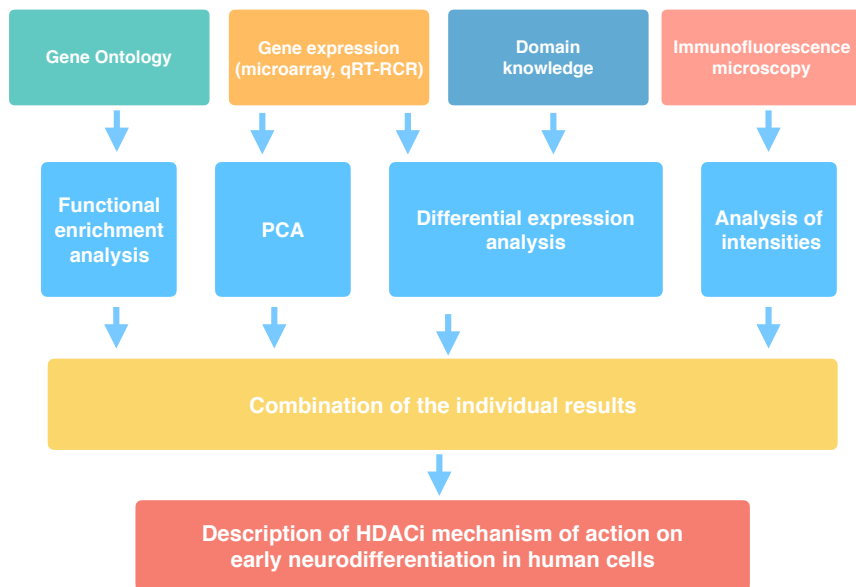 Gene Ontology
Gene expression
(microarray, qRT-RCR)
Domain
knowledge
Immunofluorescence
microscopy
Functional
enrichment
analysis
PCA
Differential expression
analysis
Analysis of
intensities
Combination of the individual results
Description of HDACi mechanism of action on
early neurodifferentiation in human cells